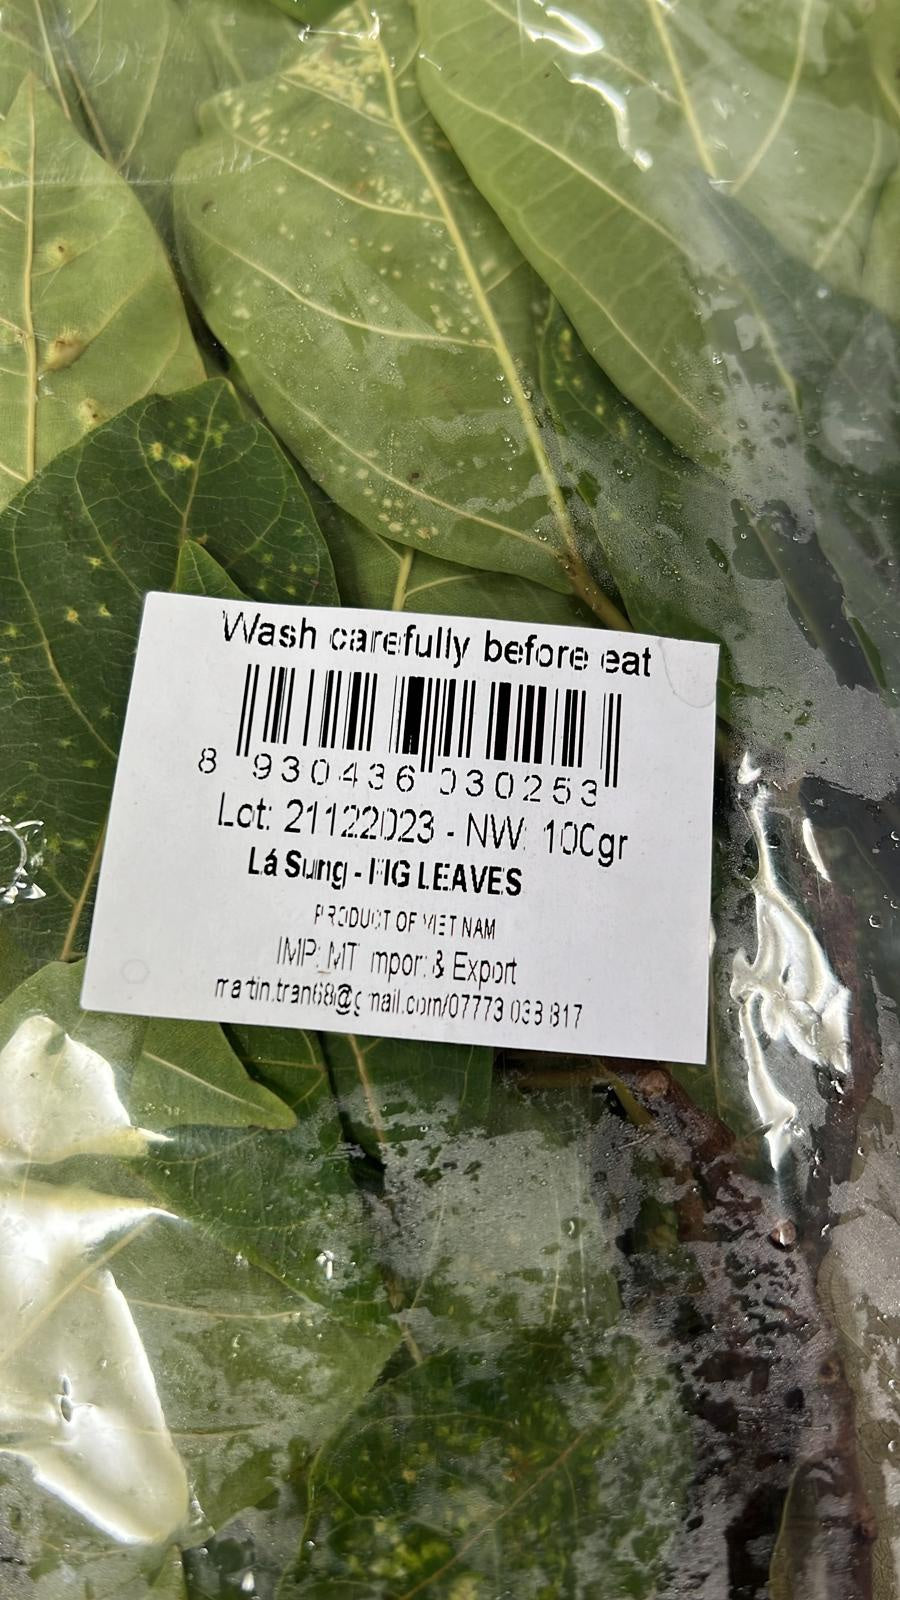 Wash carefully before eat
8 930436 030253
Lot: 21122023 - NW: 100gr
Lá Sung - FIG LEAVES
PRODUCT OF VIET NAM
IMP: MT Import & Export
martin.tran68@gmail.com/07773 033 817